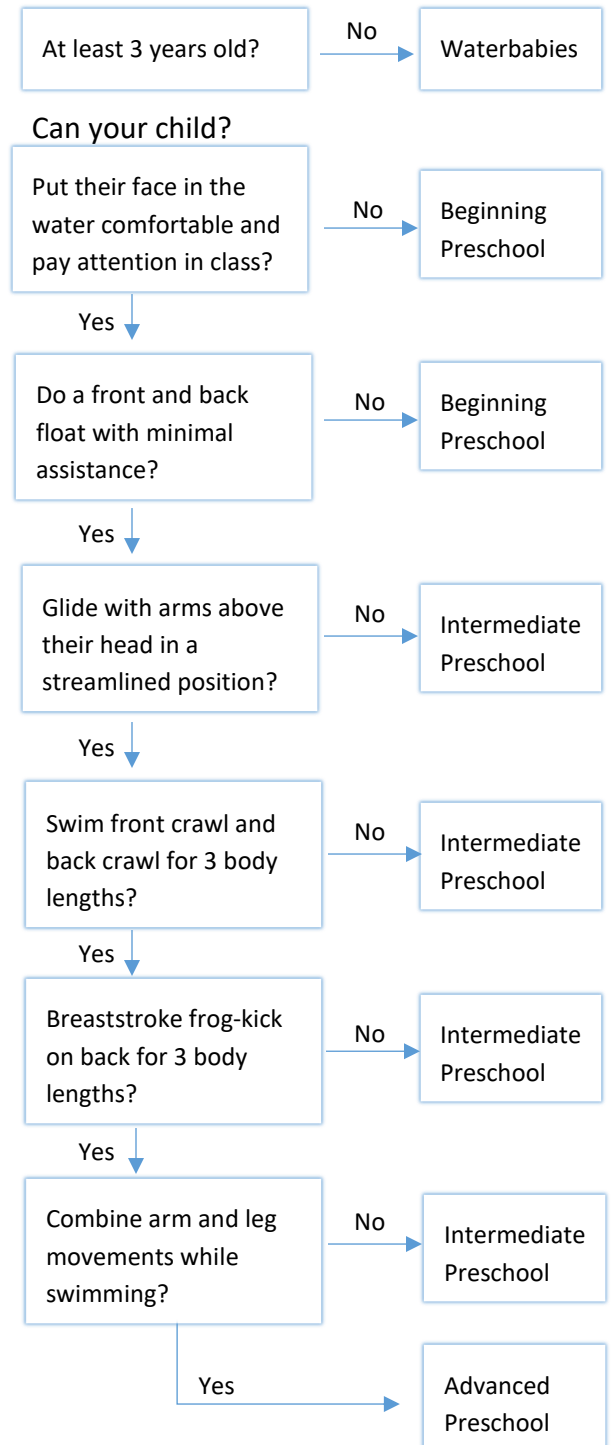 At least 3 years old?
No
Waterbabies
Can your child?
Put their face in the
water comfortable and
pay attention in class?
No
Beginning
Preschool
Yes
Do a front and back
float with minimal
assistance?
No
Beginning
Preschool
Yes
Glide with arms above
their head in a
streamlined position?
No
Intermediate
Preschool
Yes
Swim front crawl and
back crawl for 3 body
lengths?
No
Intermediate
Preschool
Yes
Breaststroke frog-kick
on back for 3 body
lengths?
No
Intermediate
Preschool
Yes
Combine arm and leg
movements while
swimming?
No
Intermediate
Preschool
Yes
Advanced
Preschool